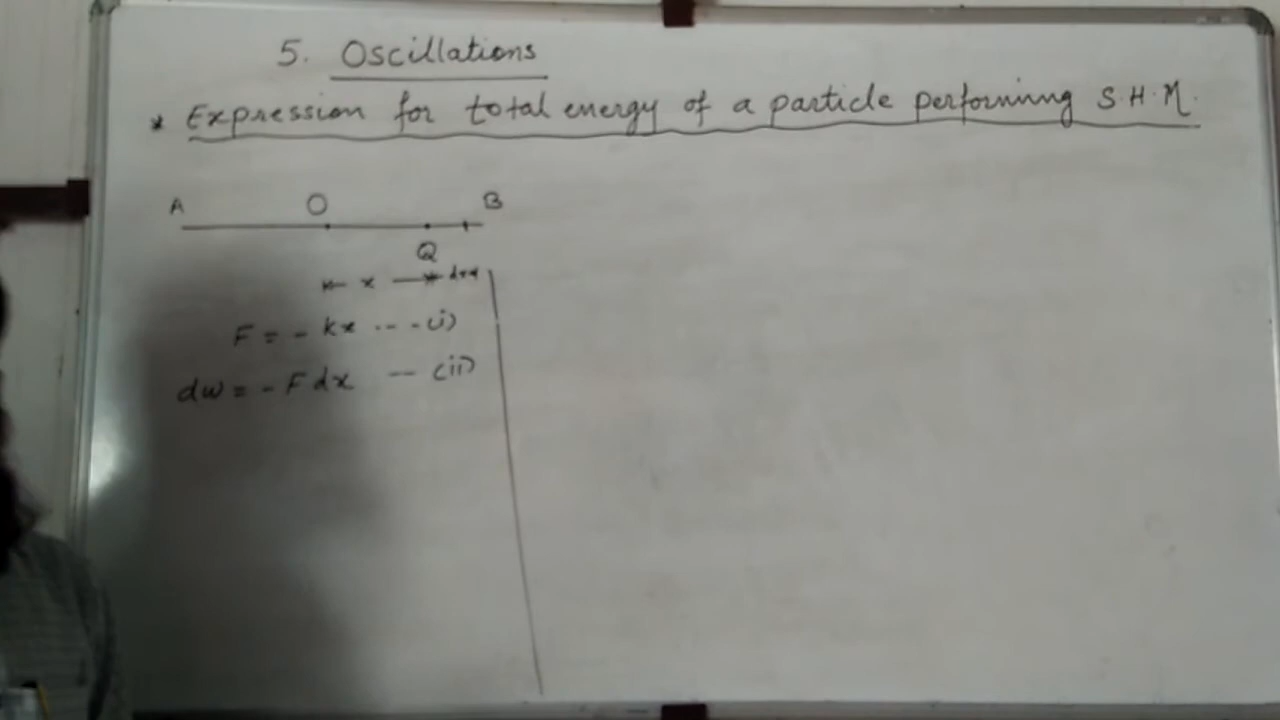 5. Oscillations
* Expression for total energy of a particle performing S.H.M.
A O B
Q
x dx
F = - kx --- (i)
dw = - F dx -- (ii)